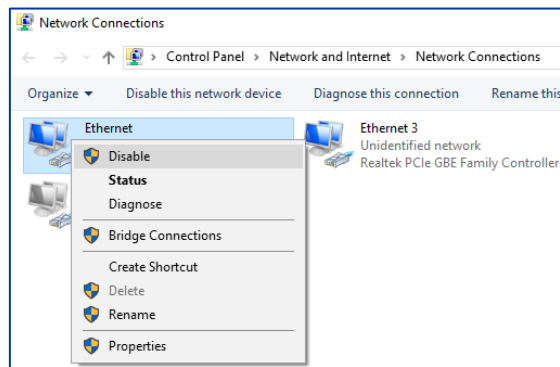 Network Connections
Control Panel > Network and Internet > Network Connections
Organize Disable this network device Diagnose this connection Rename this
Ethernet
Ethernet 3
Unidentified network
Realtek PCIe GBE Family Controller
Disable
Status
Diagnose
Bridge Connections
Create Shortcut
Delete
Rename
Properties